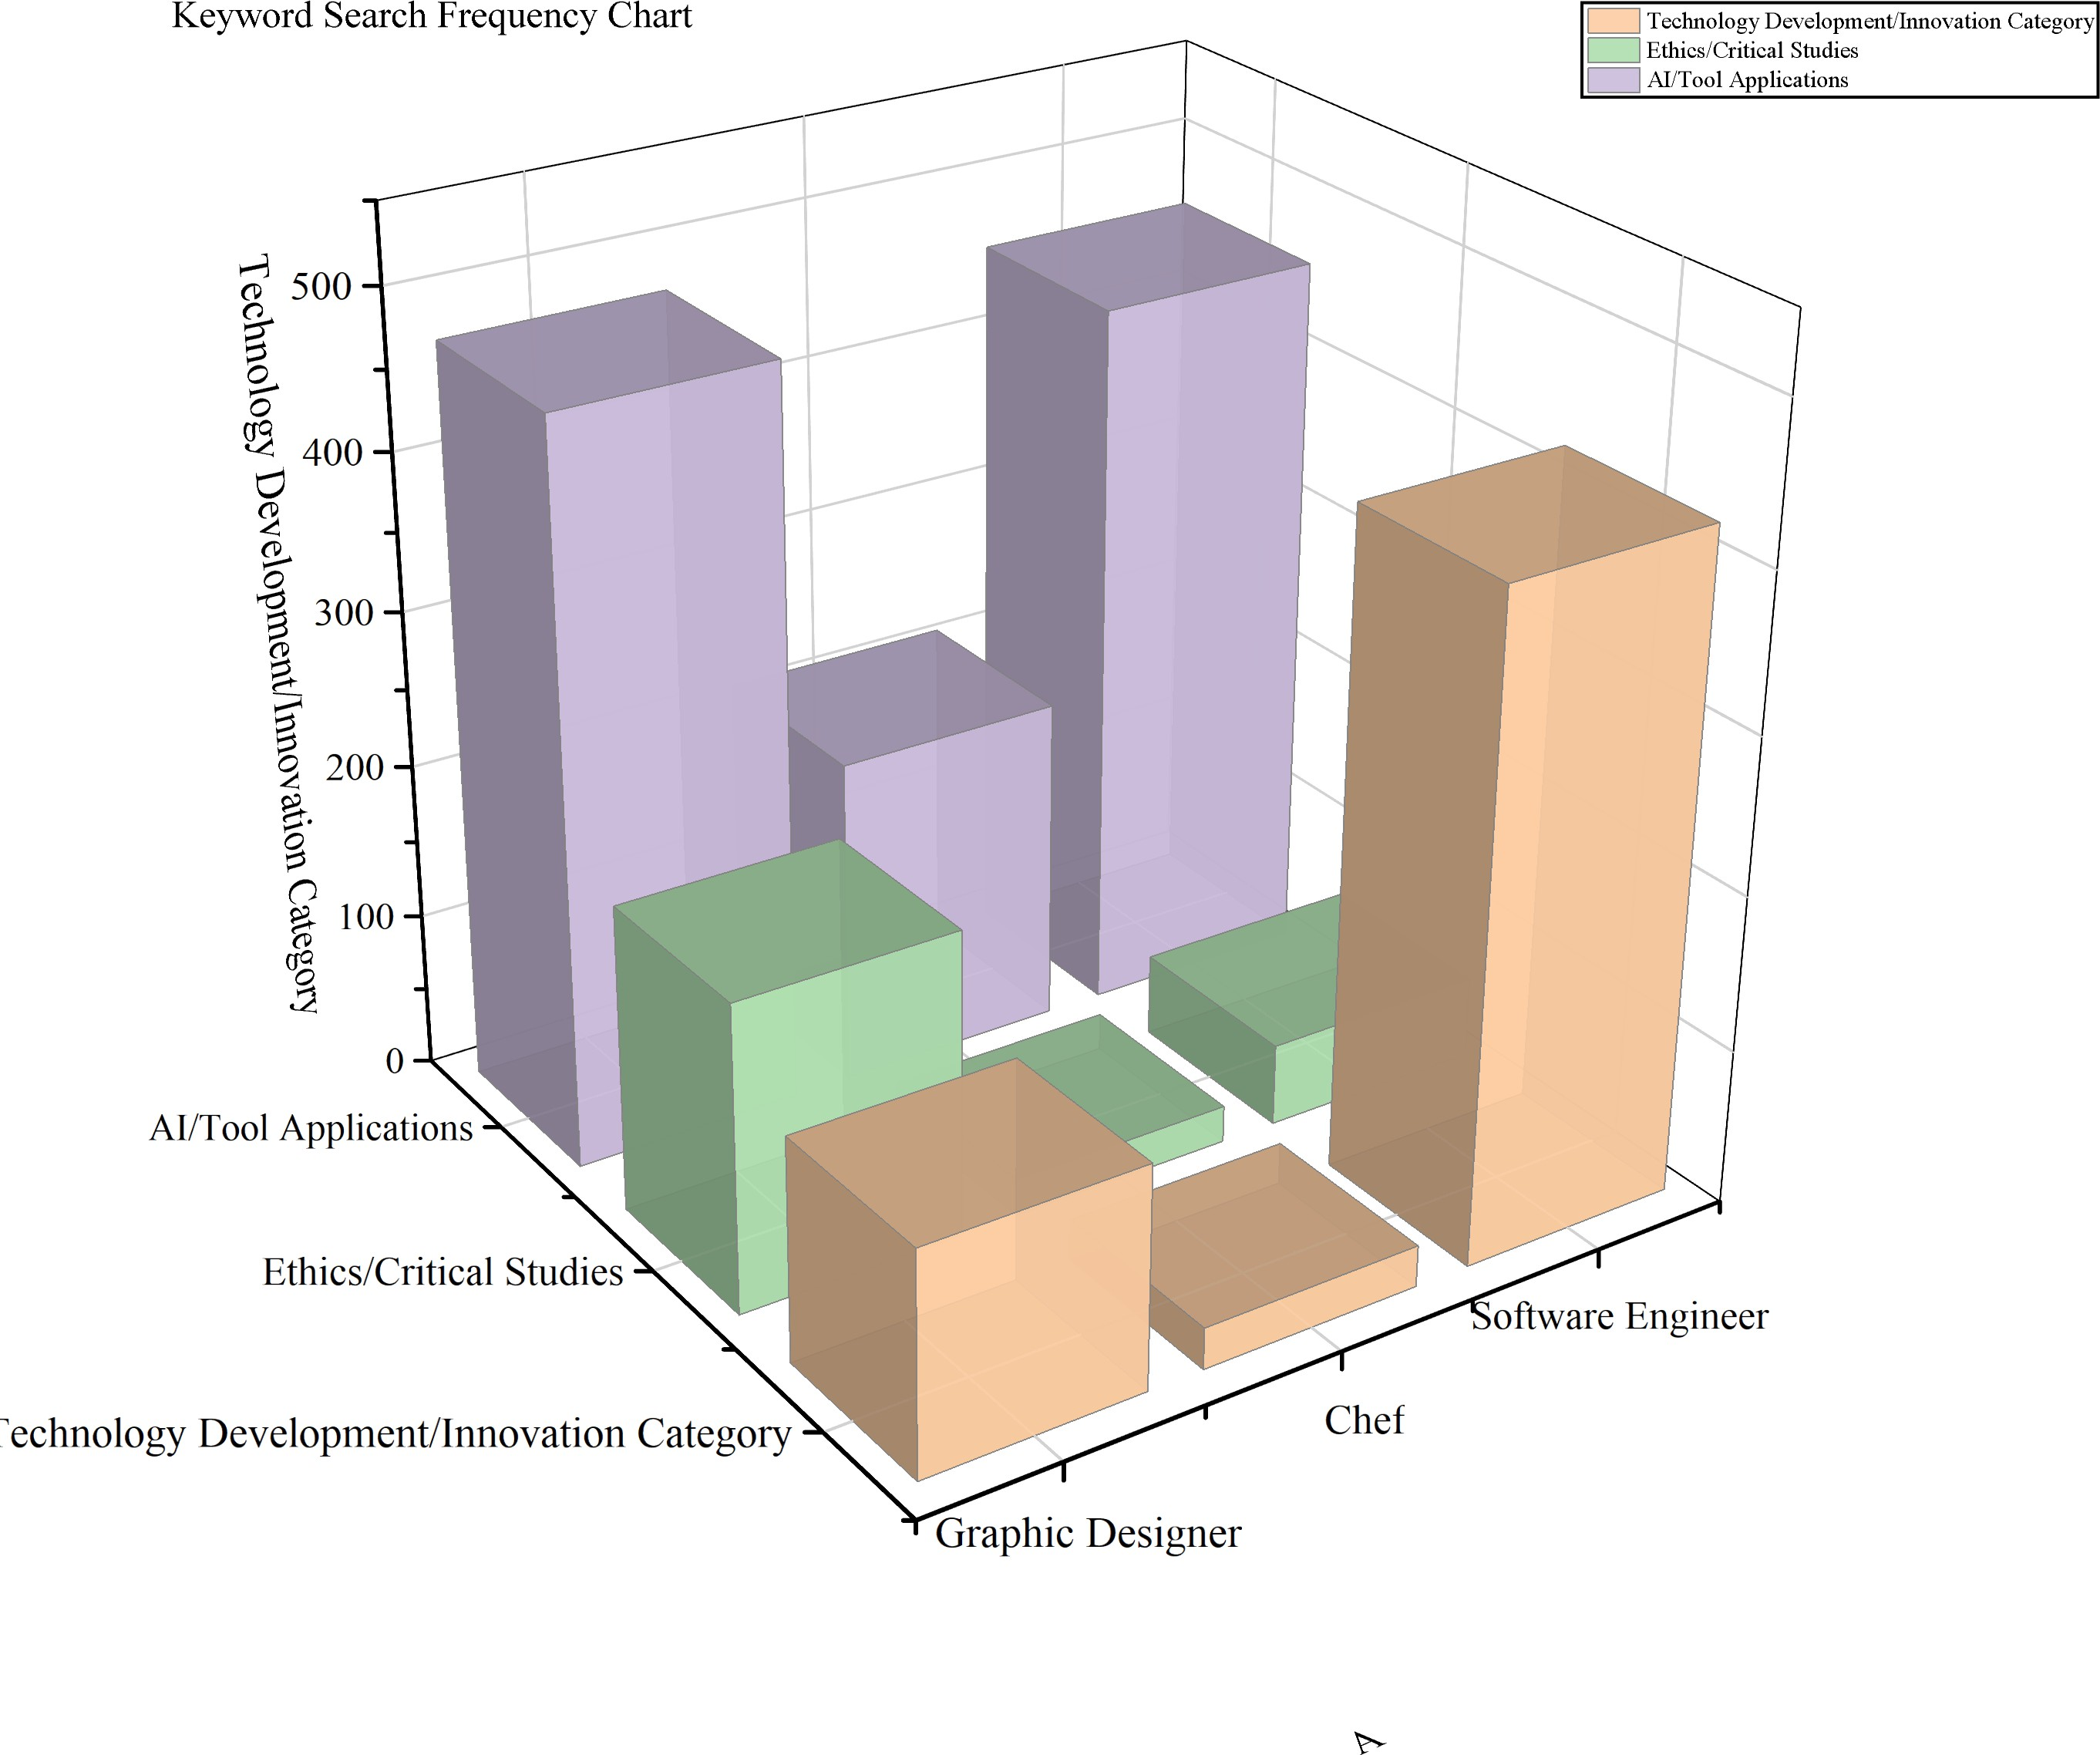 Keyword Search Frequency Chart
Technology Development/Innovation Category
Ethics/Critical Studies
AI/Tool Applications
Technology Development/Innovation Category
500
400
300
200
100
0
AI/Tool Applications
Ethics/Critical Studies
Technology Development/Innovation Category
Software Engineer
Chef
Graphic Designer
A